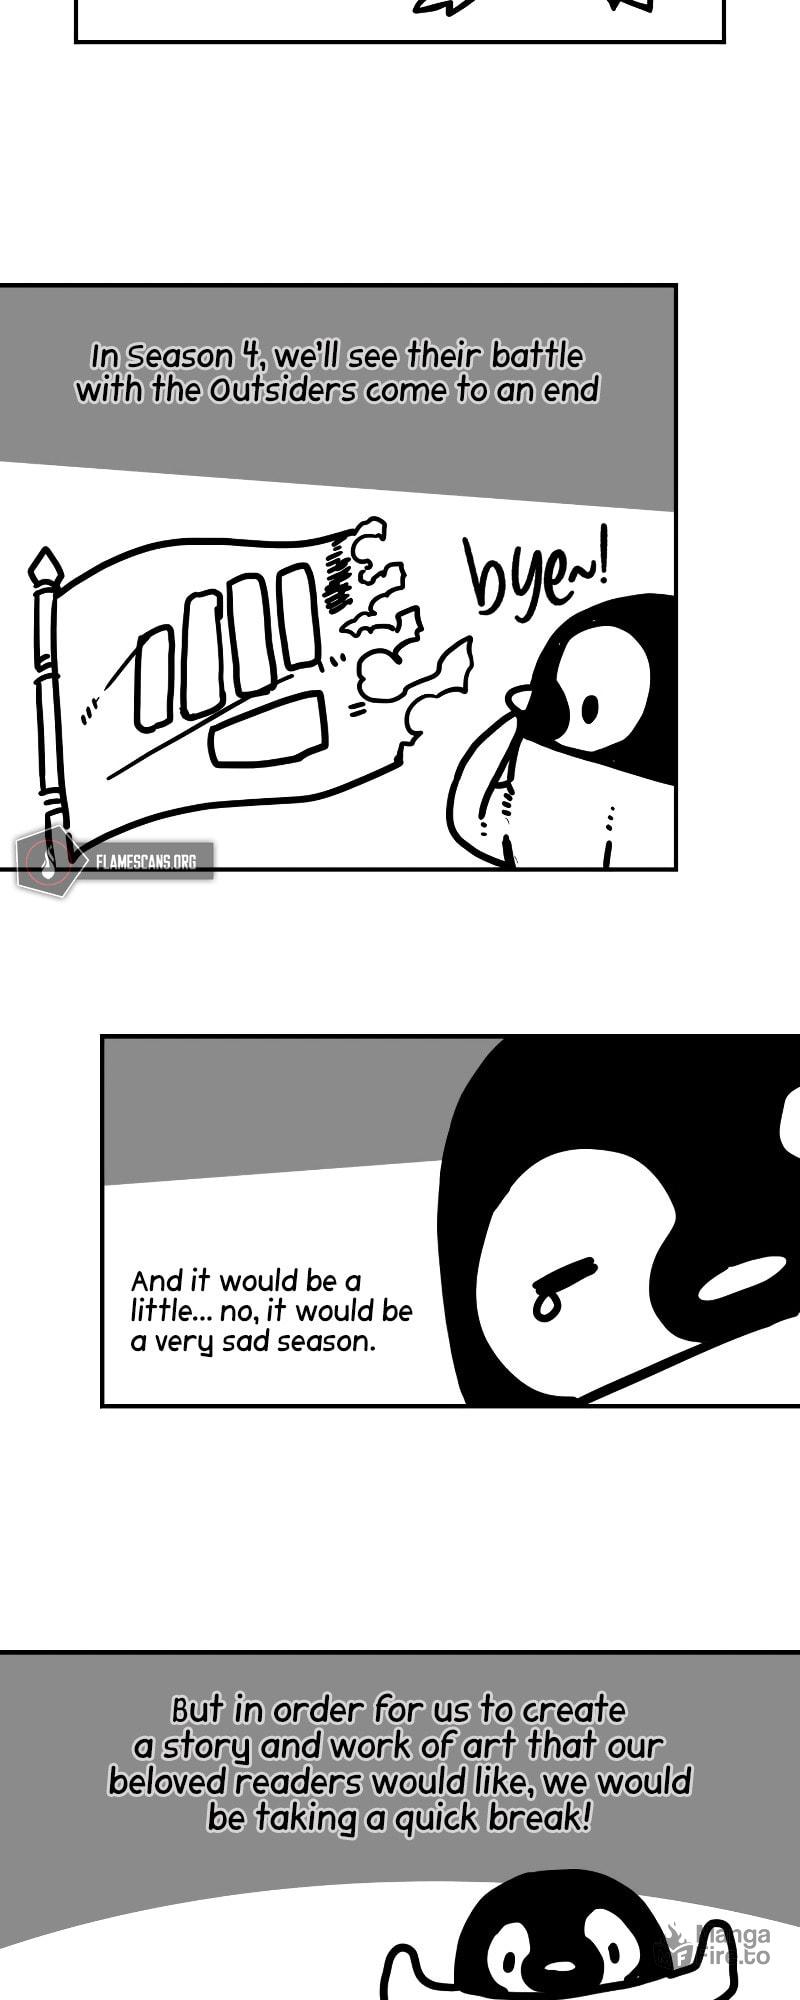 In Season 4, we'll see their battle
with the Outsiders come to an end
bye~!
FLAMESCANS.ORG
And it would be a
little... no, it would be
a very sad season.
But in order for us to create
a story and work of art that our
beloved readers would like, we would
be taking a quick break!
Manga
Fire.to